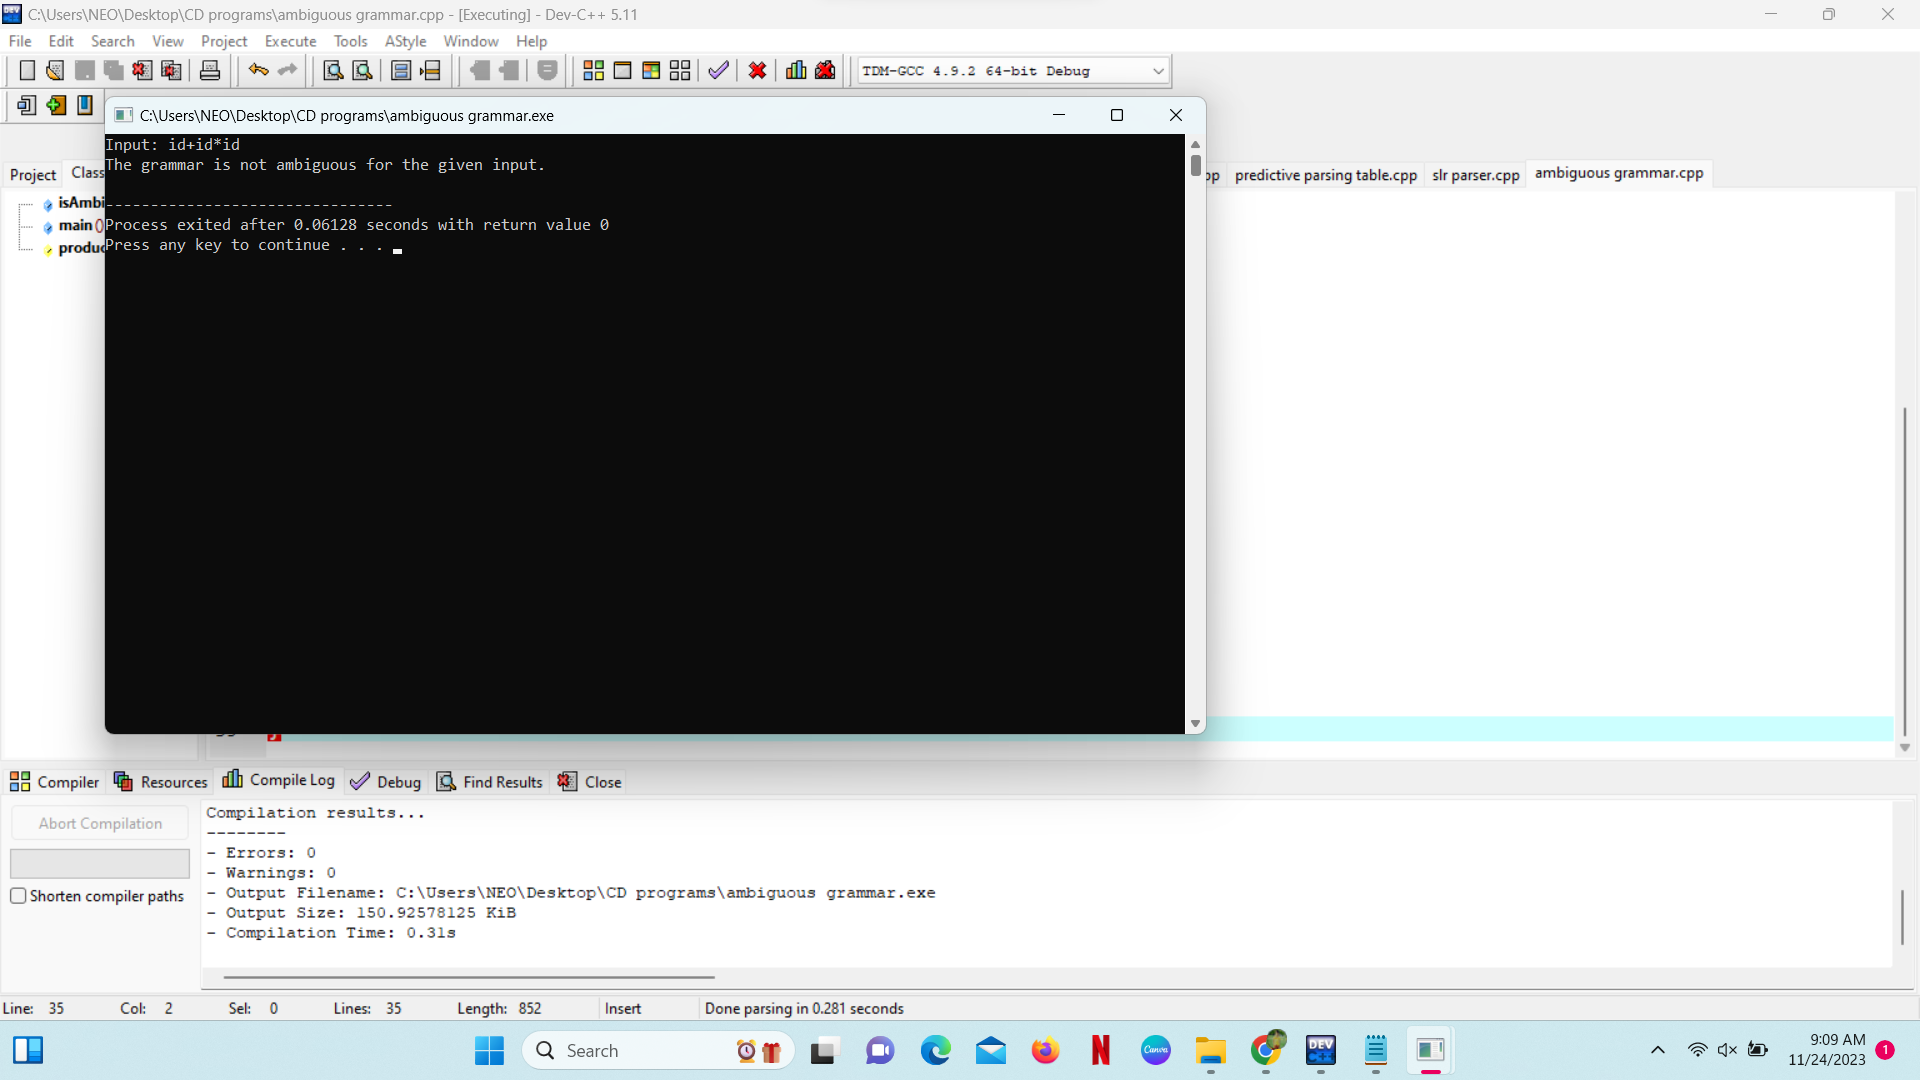 C:\Users\NEO\Desktop\CD programs\ambiguous grammar.cpp - [Executing] - Dev-C++ 5.11
File Edit Search View Project Execute Tools AStyle Window Help
TDM-GCC 4.9.2 64-bit Debug
C:\Users\NEO\Desktop\CD programs\ambiguous grammar.exe
Input: id+id*id
The grammar is not ambiguous for the given input.
--------------------------------
Process exited after 0.06128 seconds with return value 0
Press any key to continue . . .
Project Class
pp predictive parsing table.cpp slr parser.cpp ambiguous grammar.cpp
isAmbi
main ()
produc
Compiler Resources Compile Log Debug Find Results Close
Abort Compilation
Shorten compiler paths
Compilation results...
--------
- Errors: 0
- Warnings: 0
- Output Filename: C:\Users\NEO\Desktop\CD programs\ambiguous grammar.exe
- Output Size: 150.92578125 KiB
- Compilation Time: 0.31s
Line: 35 Col: 2 Sel: 0 Lines: 35 Length: 852 Insert Done parsing in 0.281 seconds
Search
Canva
DEV
9:09 AM
11/24/2023
1